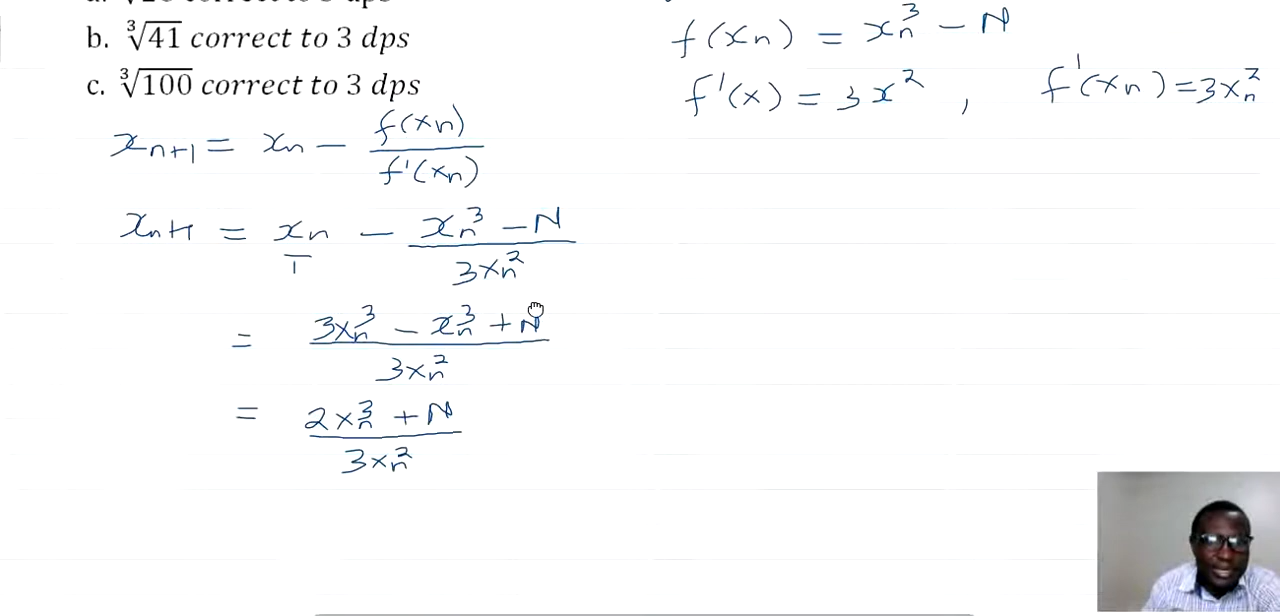 b. ∛41 correct to 3 dps
c. ∛100 correct to 3 dps
f(xₙ) = xₙ³ − N
f'(x) = 3x² , f'(xₙ) = 3xₙ²
xₙ₊₁ = xₙ − f(xₙ) / f'(xₙ)
xₙ₊₁ = xₙ / 1 − (xₙ³ − N) / 3xₙ²
= (3xₙ³ − xₙ³ + N) / 3xₙ²
= (2xₙ³ + N) / 3xₙ²